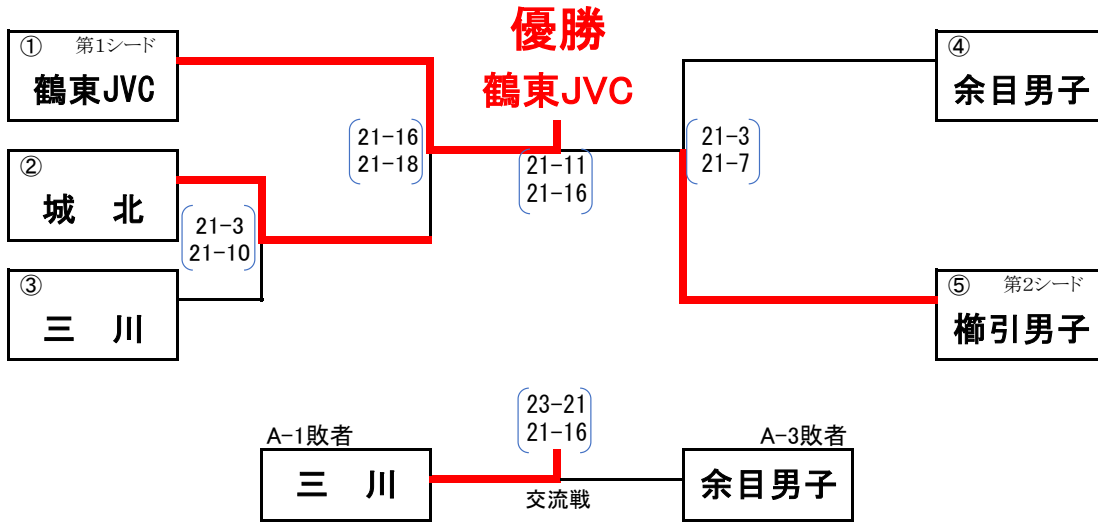 優勝
鶴東JVC
① 第1シード
鶴東JVC
②
城 北
③
三 川
④
余目男子
⑤ 第2シード
櫛引男子
21-16
21-18
21-3
21-10
21-11
21-16
21-3
21-7
23-21
21-16
A-1敗者
三 川
交流戦
A-3敗者
余目男子